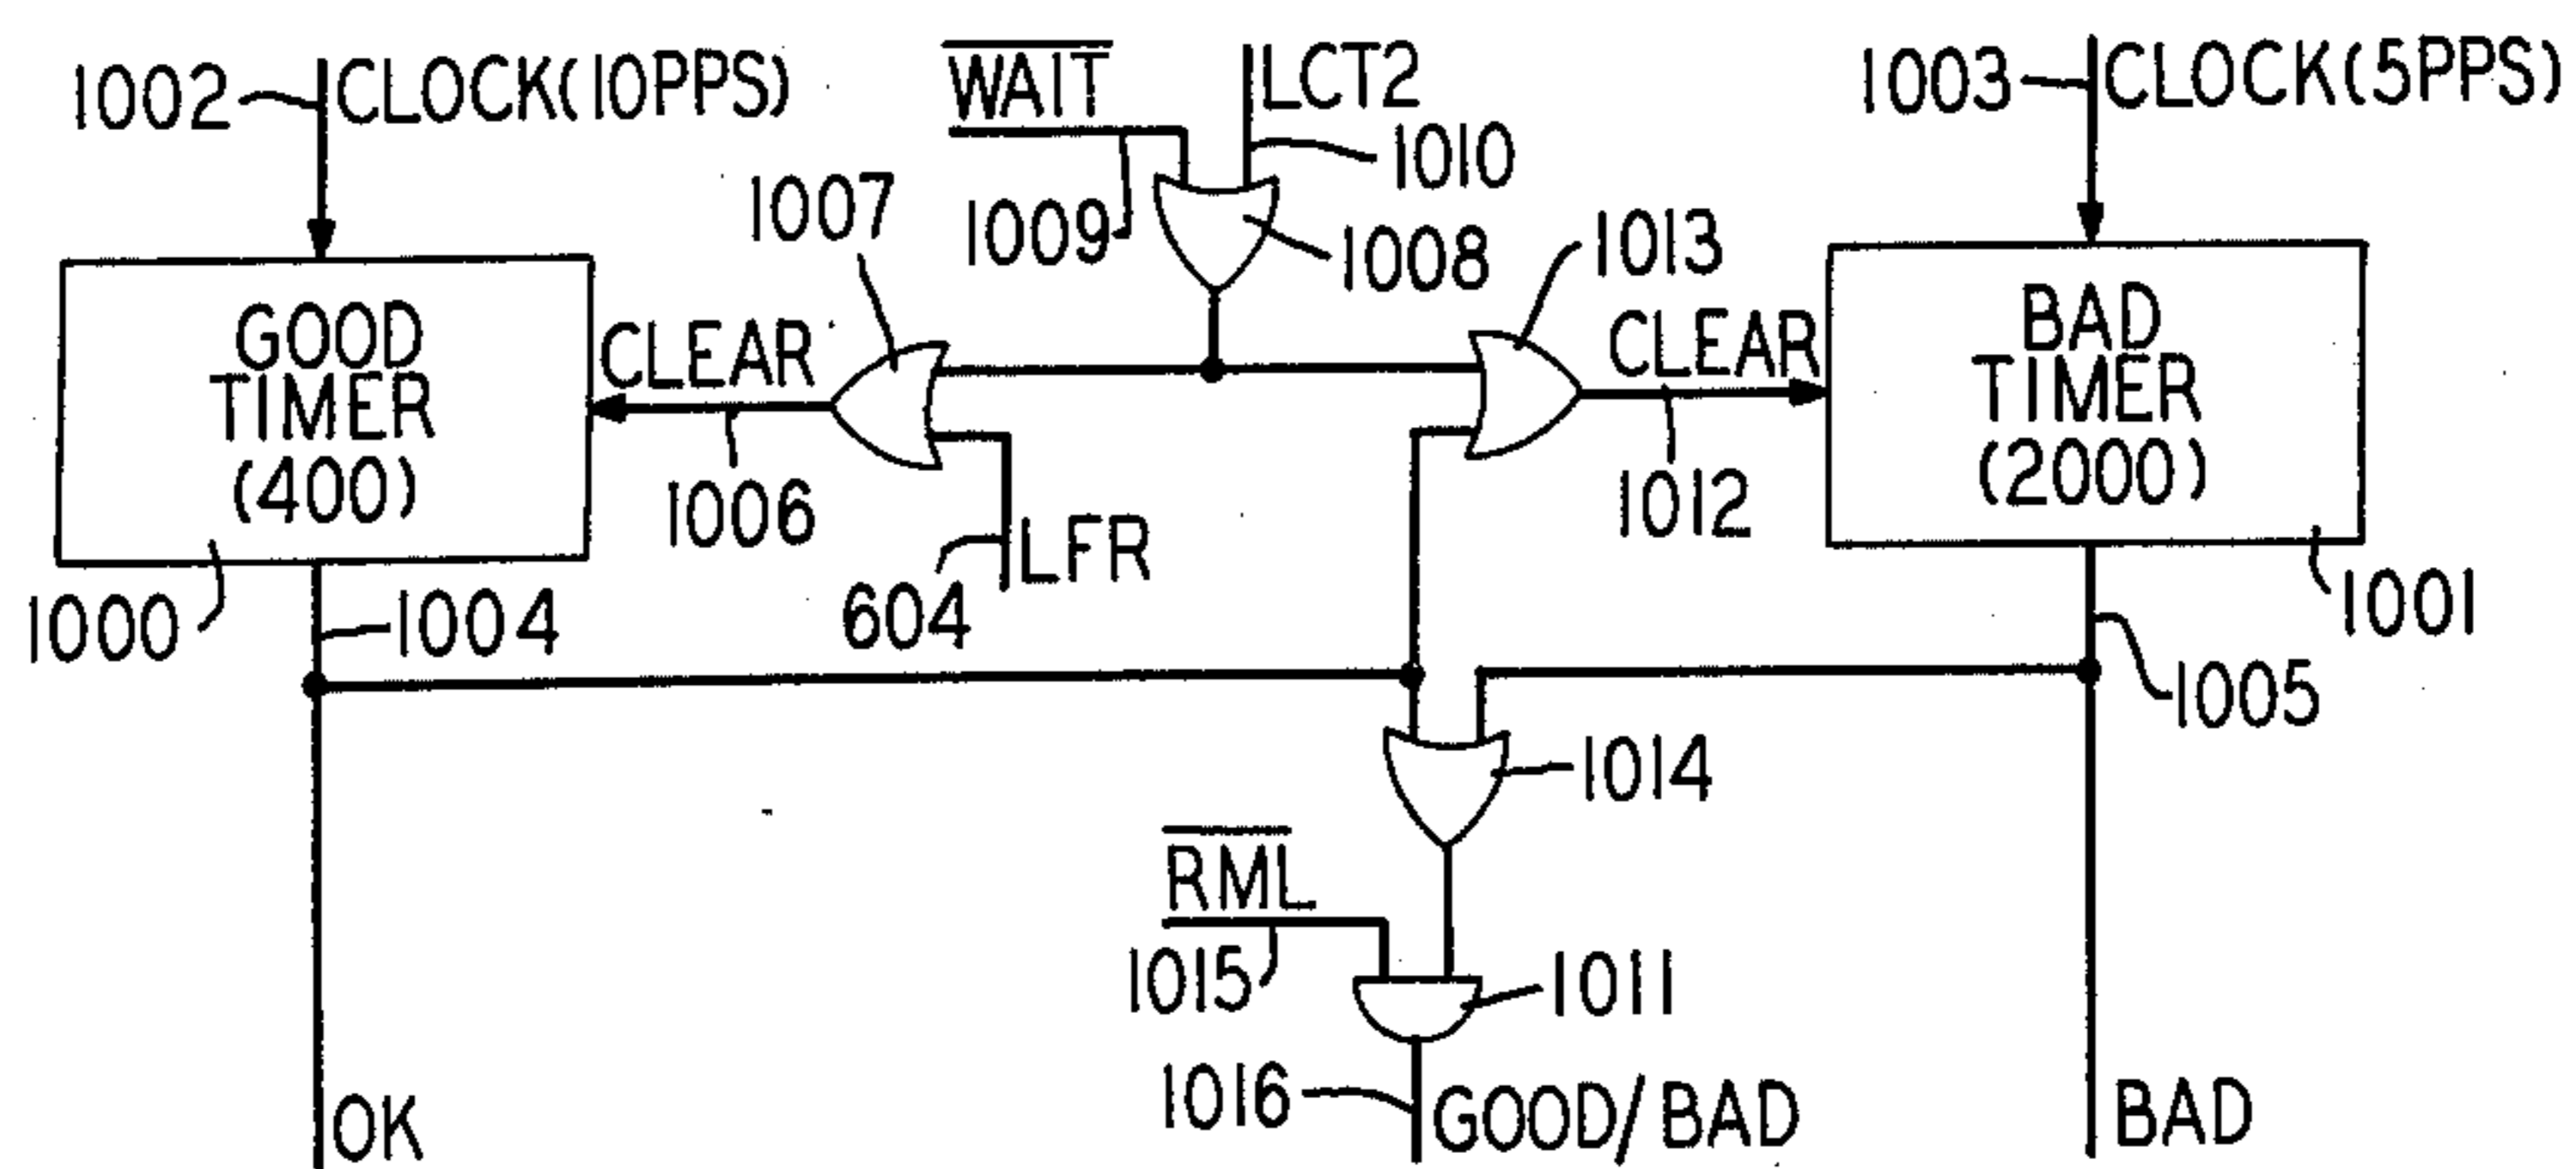 1002
CLOCK(10PPS)
WAIT
LCT2
1003
CLOCK(5PPS)
1010
1007
1009
1008
1013
GOOD
TIMER
(400)
CLEAR
CLEAR
BAD
TIMER
(2000)
1006
1012
LFR
604
1000
1004
1001
1005
1014
RML
1015
1011
1016
GOOD/BAD
OK
BAD